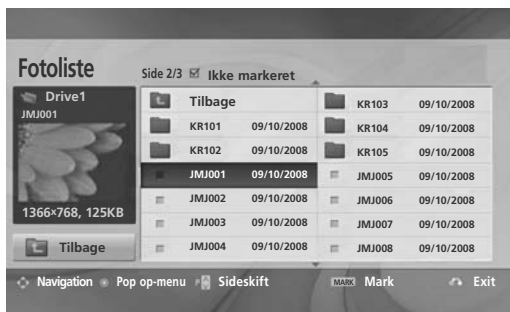 Fotoliste
Side 2/3 Ikke markeret
Drive1
JMJ001
1366×768, 125KB
Tilbage
Tilbage
KR101 09/10/2008
KR102 09/10/2008
JMJ001 09/10/2008
JMJ002 09/10/2008
JMJ003 09/10/2008
JMJ004 09/10/2008
KR103 09/10/2008
KR104 09/10/2008
KR105 09/10/2008
JMJ005 09/10/2008
JMJ006 09/10/2008
JMJ007 09/10/2008
JMJ008 09/10/2008
Navigation Pop op-menu P Sideskift MARK Mark Exit